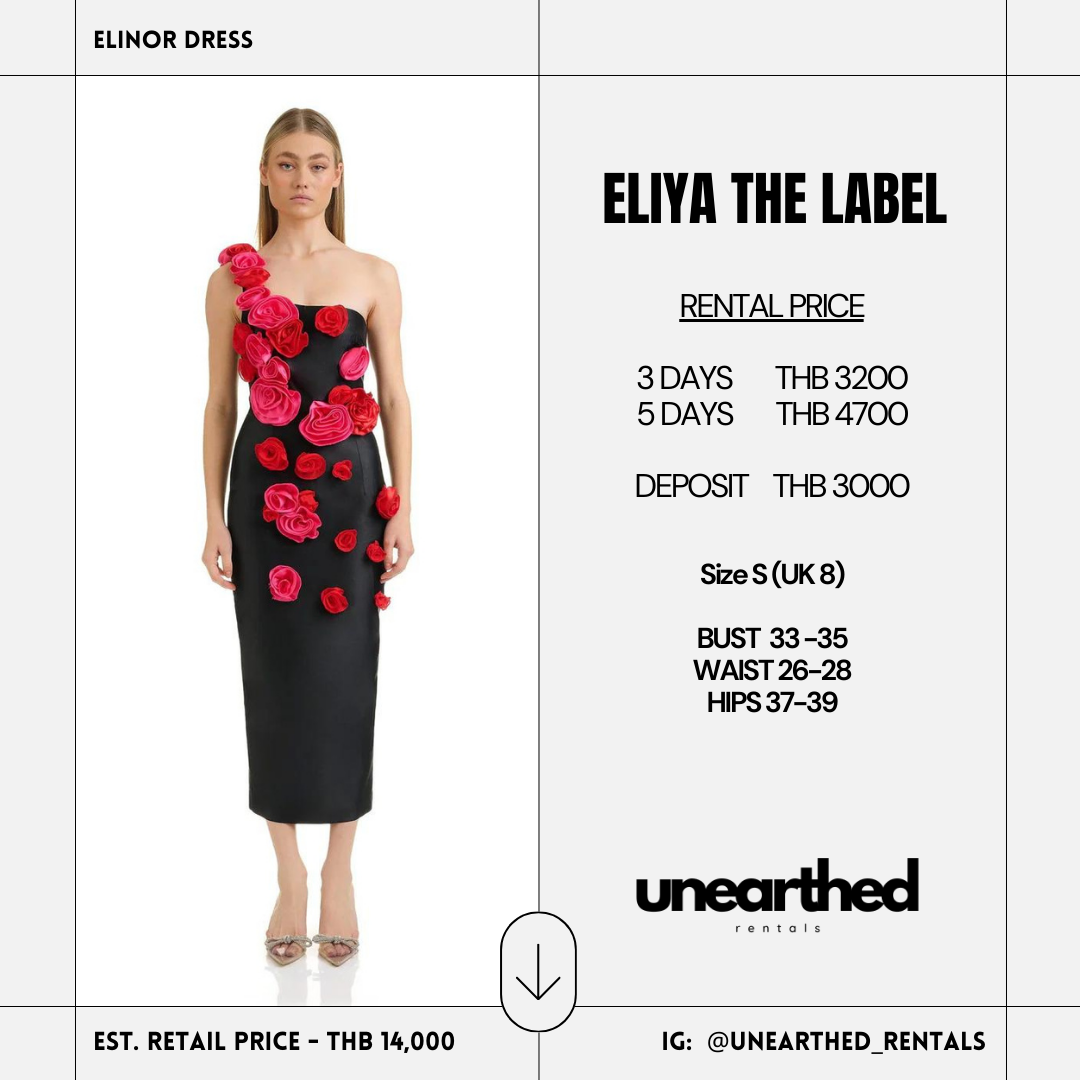 ELINOR DRESS
ELIYA THE LABEL
RENTAL PRICE
3 DAYS THB 3200
5 DAYS THB 4700
DEPOSIT THB 3000
Size S (UK 8)
BUST 33 –35
WAIST 26–28
HIPS 37–39
unearthed
rentals
EST. RETAIL PRICE - THB 14,000
IG: @UNEARTHED_RENTALS